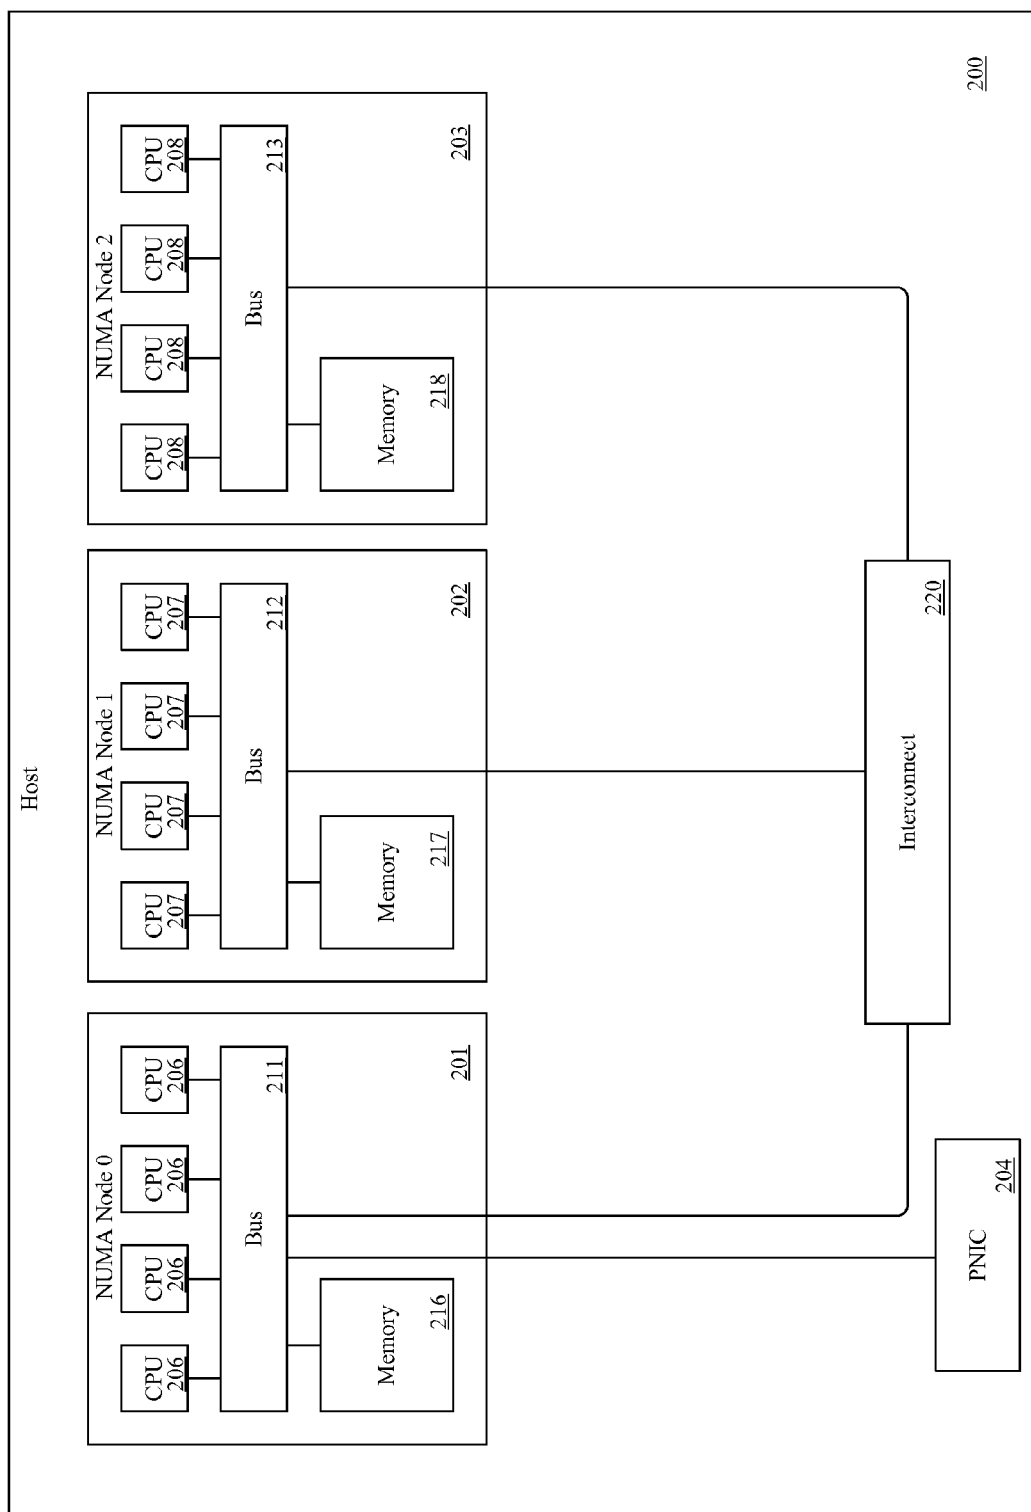 Host
NUMA Node 0
CPU
206
CPU
206
CPU
206
CPU
206
211
Bus
Memory
216
201
NUMA Node 1
CPU
207
CPU
207
CPU
207
CPU
207
212
Bus
Memory
217
202
NUMA Node 2
CPU
208
CPU
208
CPU
208
CPU
208
213
Bus
Memory
218
203
Interconnect
220
PNIC
204
200